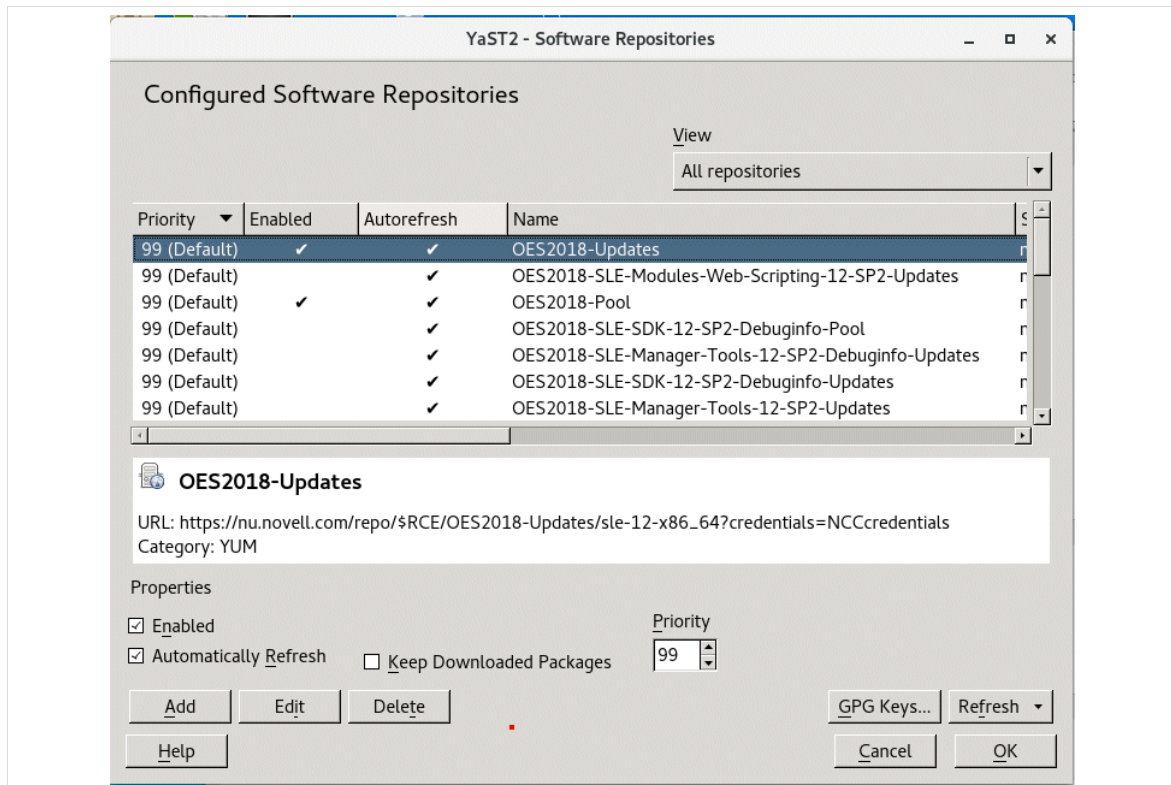 YaST2 - Software Repositories
Configured Software Repositories
View
All repositories
Priority Enabled Autorefresh Name
99 (Default) ✔ ✔ OES2018-Updates
99 (Default) ✔ OES2018-SLE-Modules-Web-Scripting-12-SP2-Updates
99 (Default) ✔ ✔ OES2018-Pool
99 (Default) ✔ OES2018-SLE-SDK-12-SP2-Debuginfo-Pool
99 (Default) ✔ OES2018-SLE-Manager-Tools-12-SP2-Debuginfo-Updates
99 (Default) ✔ OES2018-SLE-SDK-12-SP2-Debuginfo-Updates
99 (Default) ✔ OES2018-SLE-Manager-Tools-12-SP2-Updates
OES2018-Updates
URL: https://nu.novell.com/repo/$RCE/OES2018-Updates/sle-12-x86_64?credentials=NCCcredentials
Category: YUM
Properties
Enabled
Priority
Automatically Refresh Keep Downloaded Packages 99
Add Edit Delete GPG Keys... Refresh
Help Cancel OK